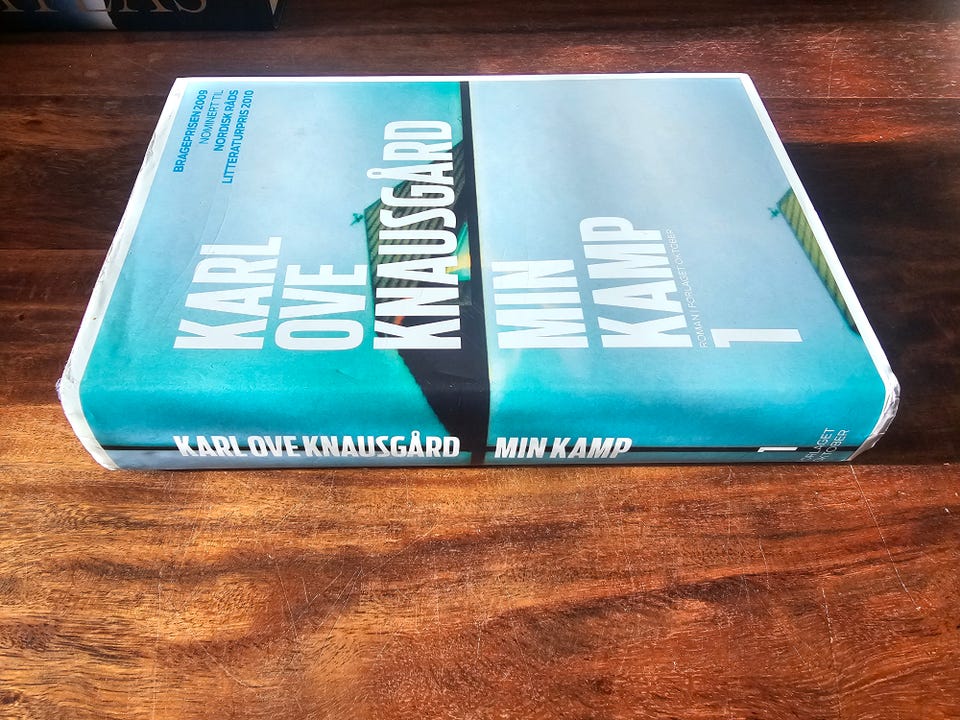 BRAGEPRISEN 2009
NOMINERT TIL
NORDISK RÅDS
LITTERATURPRIS 2010
KARL
OVE
KNAUSGÅRD
MIN
KAMP
ROMAN | FORLAGET OKTOBER
1
KARL OVE KNAUSGÅRD MIN KAMP 1